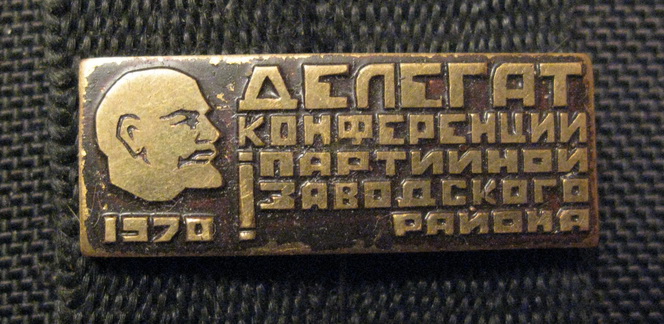 ДЕЛЕГАТ
КОНФЕРЕНЦИИ
ПАРТИЙНОЙ
ЗАВОДСКОГО
РАЙОНА
1970